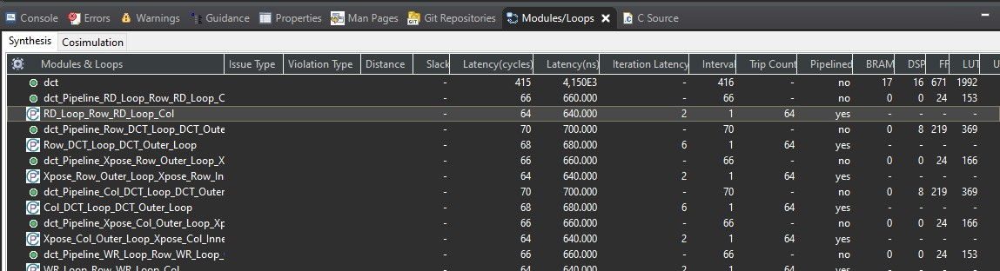 Console Errors Warnings Guidance Properties Man Pages Git Repositories Modules/Loops C Source
Synthesis Cosimulation
Modules & Loops Issue Type Violation Type Distance Slack Latency(cycles) Latency(ns) Iteration Latency Interval Trip Count Pipelined BRAM DSP FF LUT U
dct - 415 4,150E3 - 416 - no 17 16 671 1992
dct_Pipeline_RD_Loop_Row_RD_Loop_C - 66 660.000 - 66 - no 0 0 24 153
RD_Loop_Row_RD_Loop_Col - 64 640.000 2 1 64 yes - - - -
dct_Pipeline_Row_DCT_Loop_DCT_Oute - 70 700.000 - 70 - no 0 8 219 369
Row_DCT_Loop_DCT_Outer_Loop - 68 680.000 6 1 64 yes - - - -
dct_Pipeline_Xpose_Row_Outer_Loop_X - 66 660.000 - 66 - no 0 0 24 166
Xpose_Row_Outer_Loop_Xpose_Row_In - 64 640.000 2 1 64 yes - - - -
dct_Pipeline_Col_DCT_Loop_DCT_Outer - 70 700.000 - 70 - no 0 8 219 369
Col_DCT_Loop_DCT_Outer_Loop - 68 680.000 6 1 64 yes - - - -
dct_Pipeline_Xpose_Col_Outer_Loop_Xp - 66 660.000 - 66 - no 0 0 24 166
Xpose_Col_Outer_Loop_Xpose_Col_Inne - 64 640.000 2 1 64 yes - - - -
dct_Pipeline_WR_Loop_Row_WR_Loop_ - 66 660.000 - 66 - no 0 0 24 153
WR_Loop_Row_WR_Loop_Col - 64 640.000 2 1 64 yes - - - -